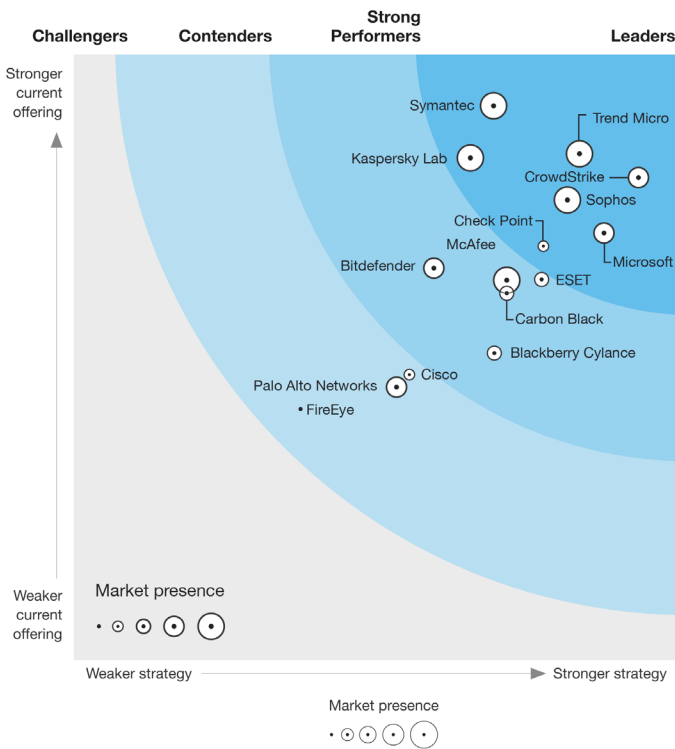 Challengers
Contenders
Strong
Performers
Leaders
Stronger
current
offering
Symantec
Trend Micro
Kaspersky Lab
CrowdStrike
Sophos
Check Point
McAfee
Microsoft
Bitdefender
ESET
Carbon Black
Blackberry Cylance
Cisco
Palo Alto Networks
FireEye
Market presence
Weaker
current
offering
Weaker strategy
Stronger strategy
Market presence